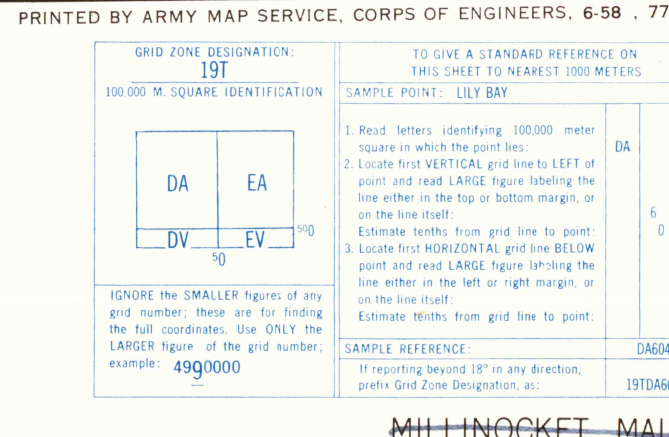 PRINTED BY ARMY MAP SERVICE, CORPS OF ENGINEERS, 6-58 , 77
GRID ZONE DESIGNATION:
19T
100,000 M. SQUARE IDENTIFICATION
DA EA
DV EV
500
50
IGNORE the SMALLER figures of any
grid number; these are for finding
the full coordinates. Use ONLY the
LARGER figure of the grid number;
example: 4990000
TO GIVE A STANDARD REFERENCE ON
THIS SHEET TO NEAREST 1000 METERS
SAMPLE POINT: LILY BAY
1. Read letters identifying 100,000 meter
square in which the point lies: DA
2. Locate first VERTICAL grid line to LEFT of
point and read LARGE figure labeling the
line either in the top or bottom margin, or
on the line itself: 6
Estimate tenths from grid line to point: 0
3. Locate first HORIZONTAL grid line BELOW
point and read LARGE figure labeling the
line either in the left or right margin, or
on the line itself:
Estimate tenths from grid line to point:
SAMPLE REFERENCE: DA604
If reporting beyond 18° in any direction,
prefix Grid Zone Designation, as: 19TDA60
MILLINOCKET MAI